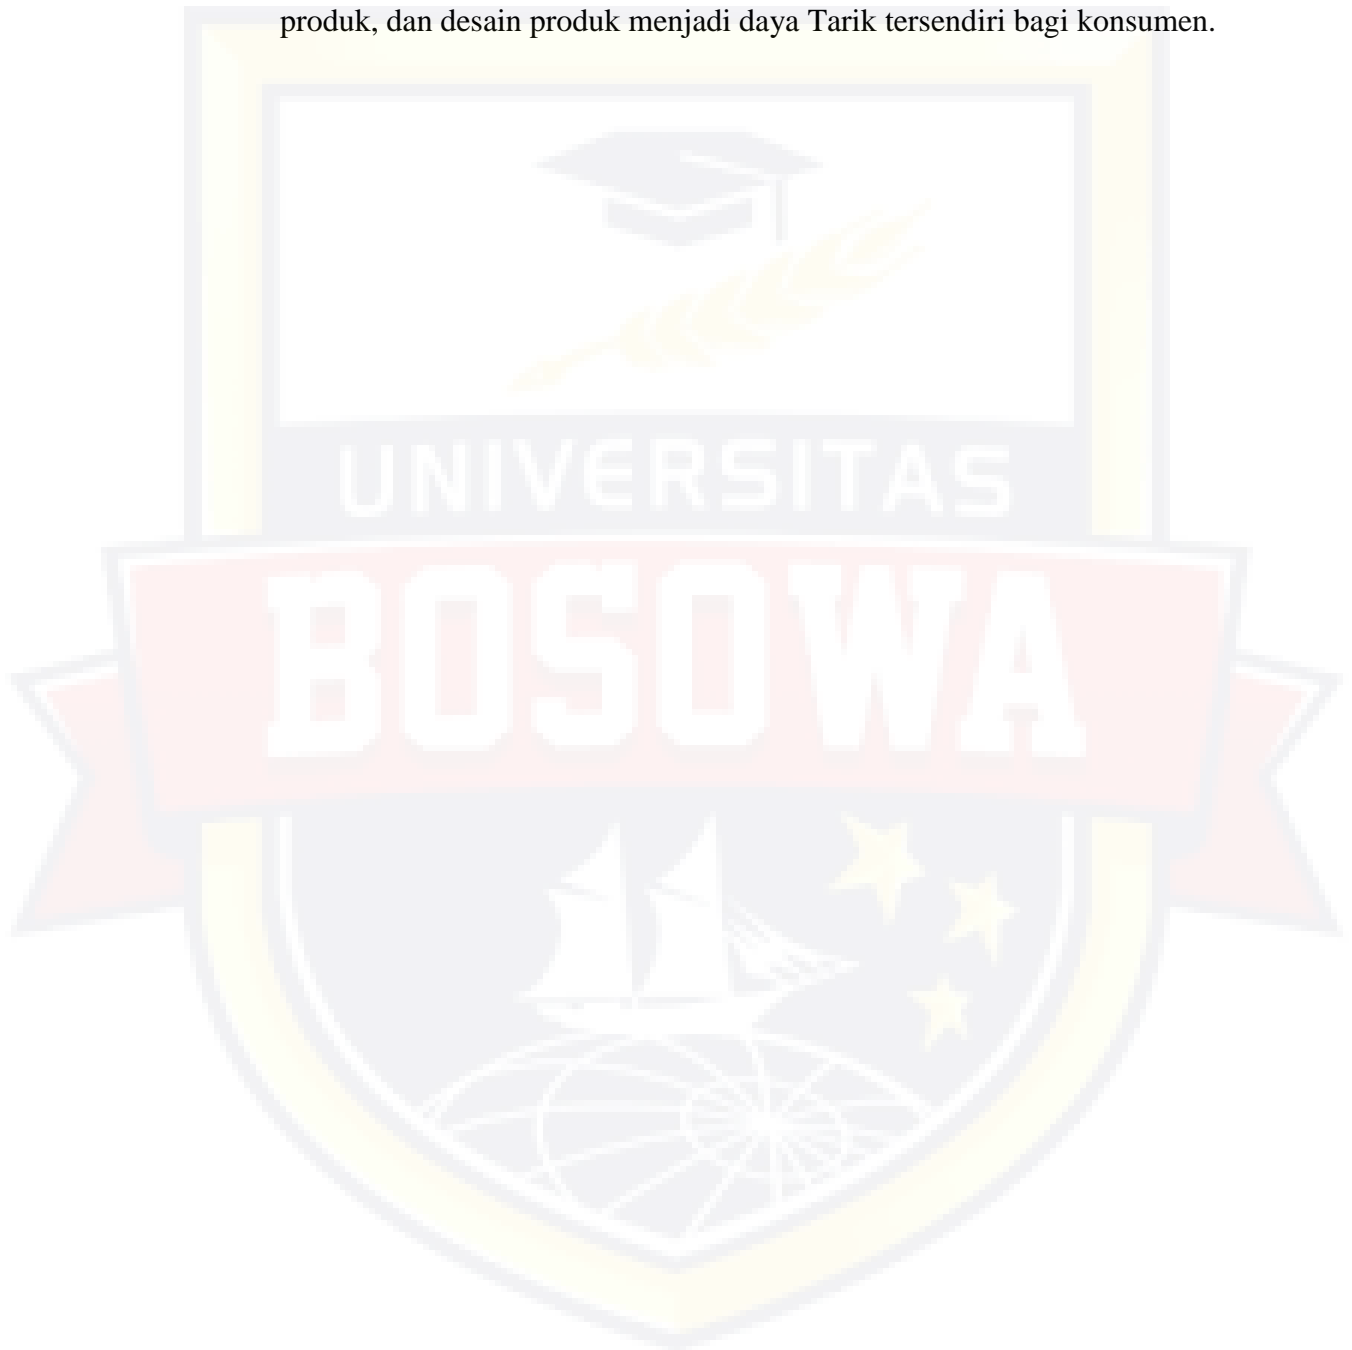 produk, dan desain produk menjadi daya Tarik tersendiri bagi konsumen.
UNIVERSITAS
BOSOWA